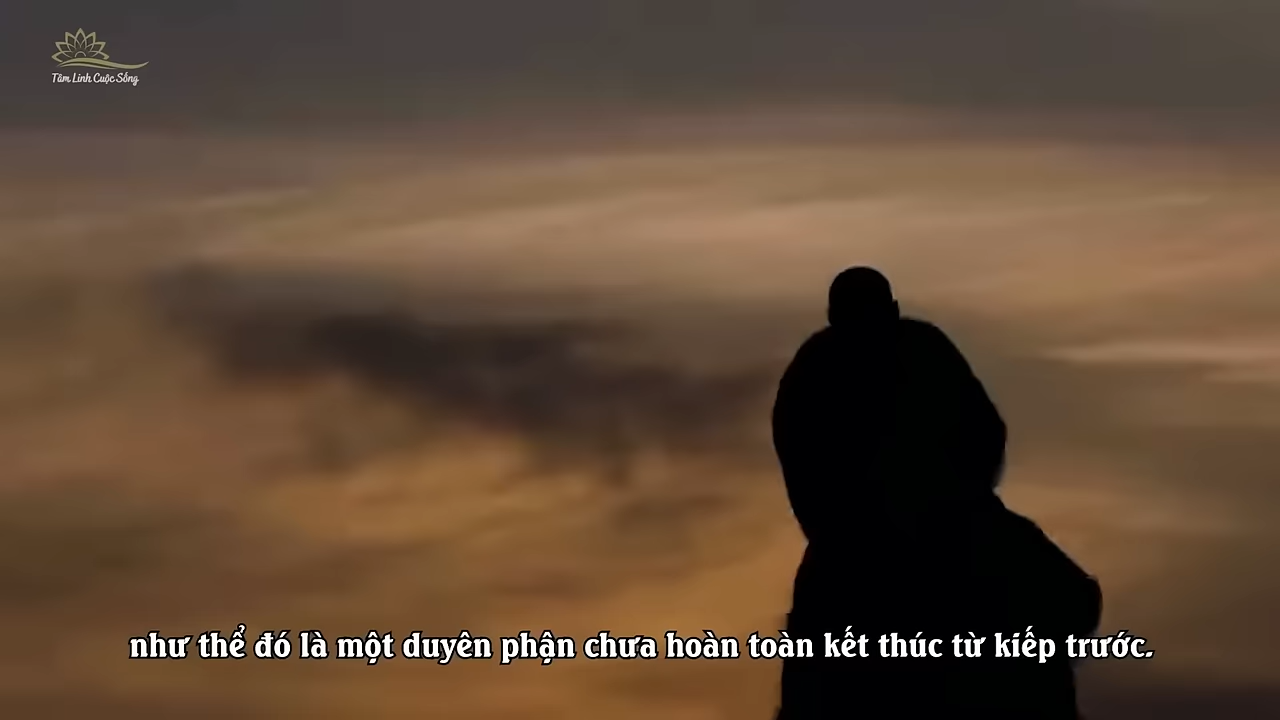 Tâm Linh Cuộc Sống
như thể đó là một duyên phận chưa hoàn toàn kết thúc từ kiếp trước.